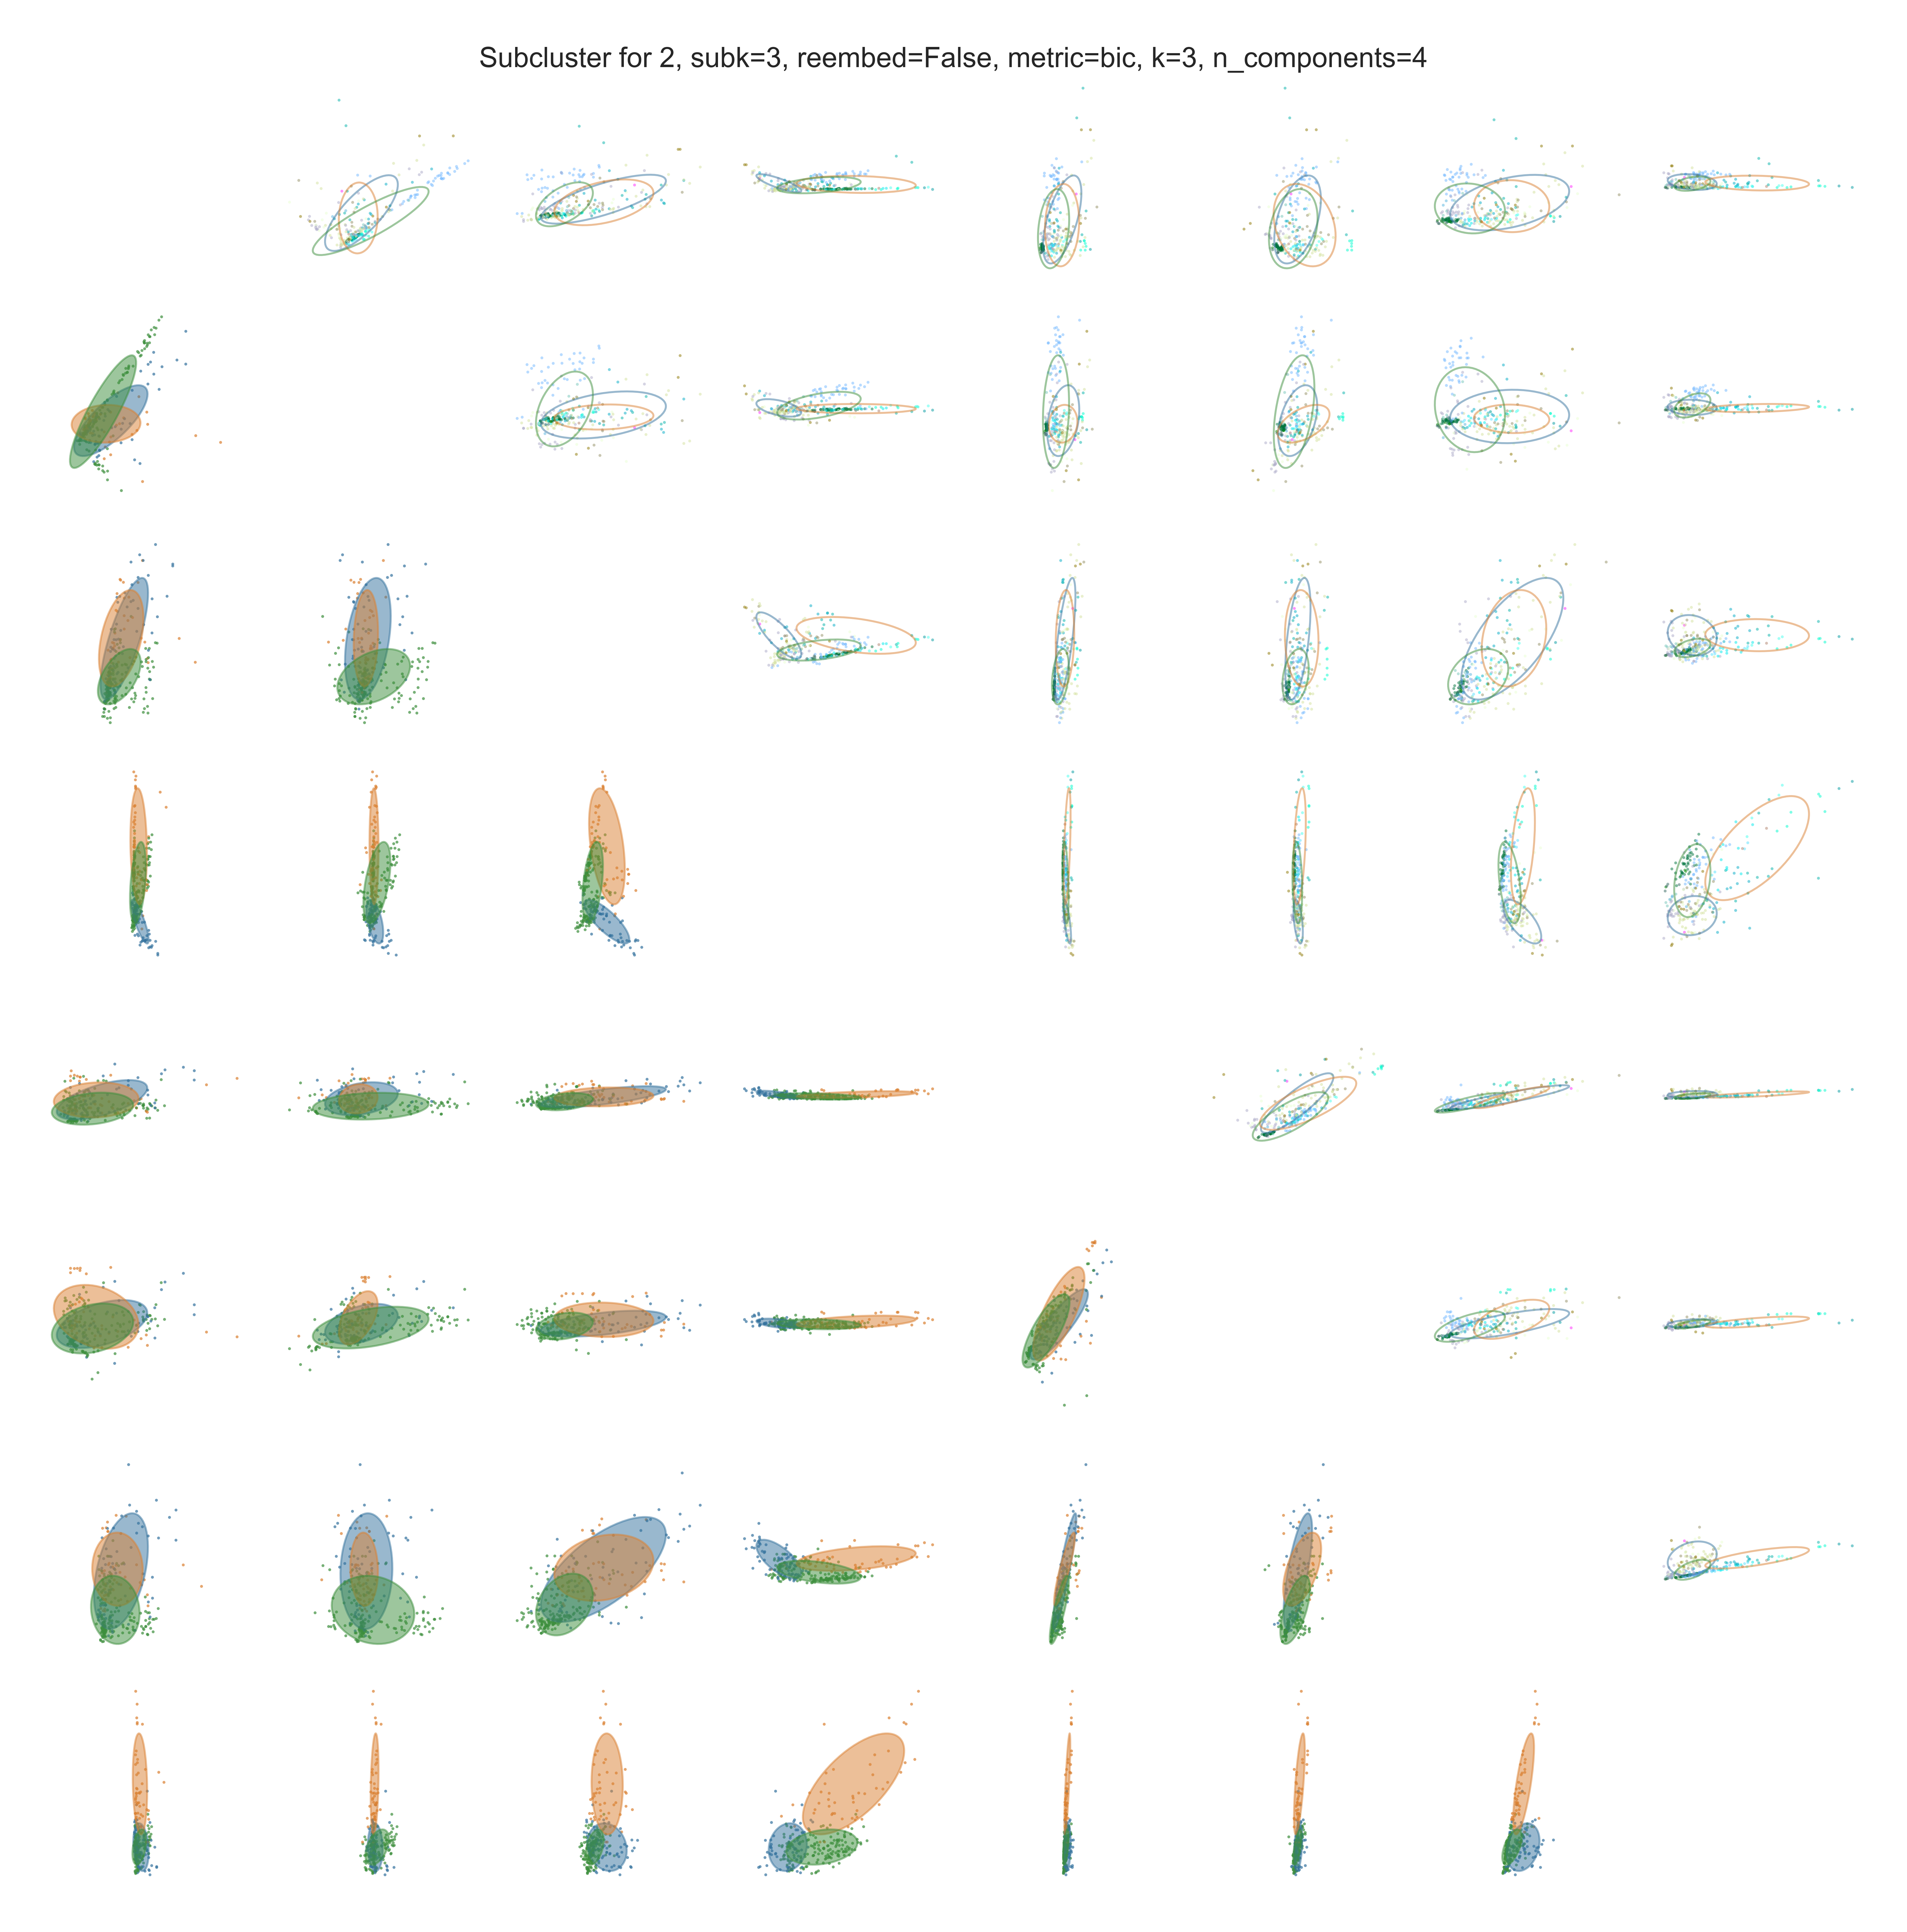 Subcluster for 2, subk=3, reembed=False, metric=bic, k=3, n_components=4